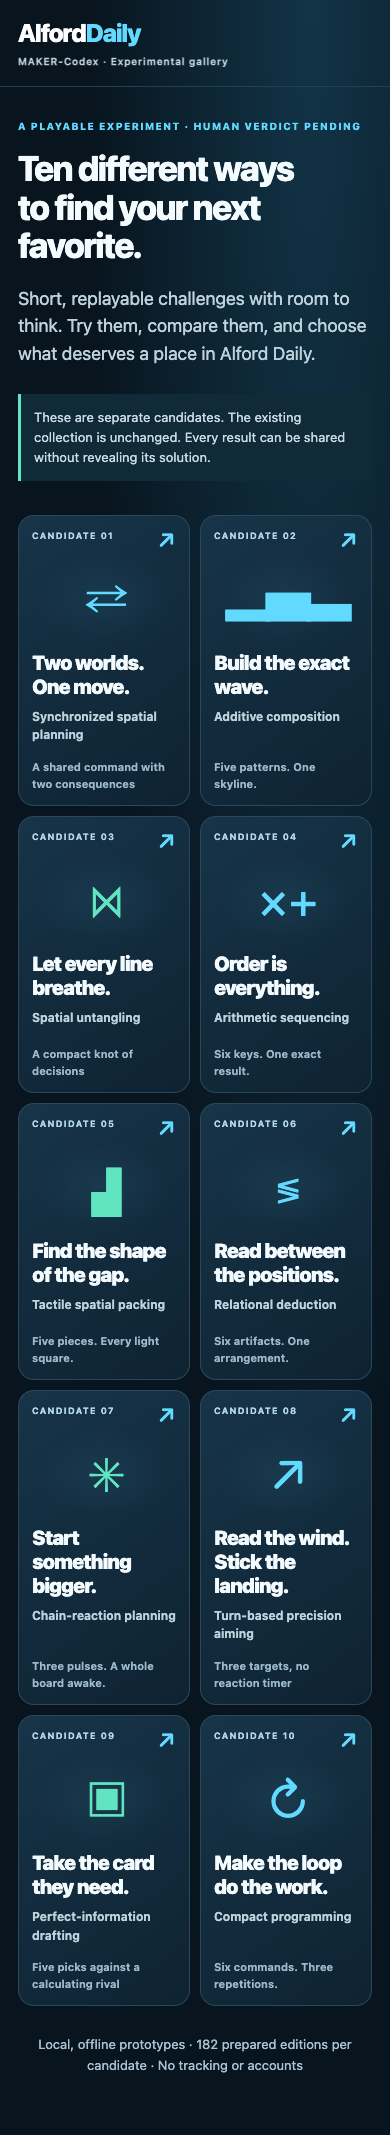 AlfordDaily
MAKER-Codex · Experimental gallery
A PLAYABLE EXPERIMENT · HUMAN VERDICT PENDING
Ten different ways
to find your next
favorite.
Short, replayable challenges with room to
think. Try them, compare them, and choose
what deserves a place in Alford Daily.
These are separate candidates. The existing
collection is unchanged. Every result can be shared
without revealing its solution.
CANDIDATE 01
Two worlds.
One move.
Synchronized spatial
planning
A shared command with
two consequences
CANDIDATE 02
Build the exact
wave.
Additive composition
Five patterns. One
skyline.
CANDIDATE 03
Let every line
breathe.
Spatial untangling
A compact knot of
decisions
CANDIDATE 04
×+
Order is
everything.
Arithmetic sequencing
Six keys. One exact
result.
CANDIDATE 05
Find the shape
of the gap.
Tactile spatial packing
Five pieces. Every light
square.
CANDIDATE 06
≶
Read between
the positions.
Relational deduction
Six artifacts. One
arrangement.
CANDIDATE 07
Start
something
bigger.
Chain-reaction planning
Three pulses. A whole
board awake.
CANDIDATE 08
Read the wind.
Stick the
landing.
Turn-based precision
aiming
Three targets, no
reaction timer
CANDIDATE 09
Take the card
they need.
Perfect-information
drafting
Five picks against a
calculating rival
CANDIDATE 10
Make the loop
do the work.
Compact programming
Six commands. Three
repetitions.
Local, offline prototypes · 182 prepared editions per
candidate · No tracking or accounts